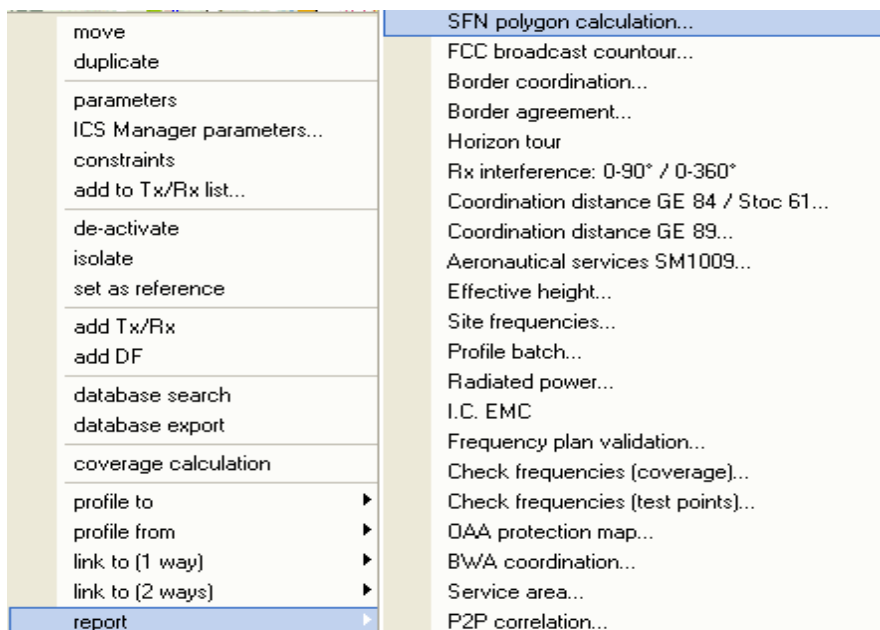 move
duplicate
parameters
ICS Manager parameters...
constraints
add to Tx/Rx list...
de-activate
isolate
set as reference
add Tx/Rx
add DF
database search
database export
coverage calculation
profile to
profile from
link to (1 way)
link to (2 ways)
report
SFN polygon calculation...
FCC broadcast countour...
Border coordination...
Border agreement...
Horizon tour
Rx interference: 0-90° / 0-360°
Coordination distance GE 84 / Stoc 61...
Coordination distance GE 89...
Aeronautical services SM1009...
Effective height...
Site frequencies...
Profile batch...
Radiated power...
I.C. EMC
Frequency plan validation...
Check frequencies (coverage)...
Check frequencies (test points)...
OAA protection map...
BWA coordination...
Service area...
P2P correlation...